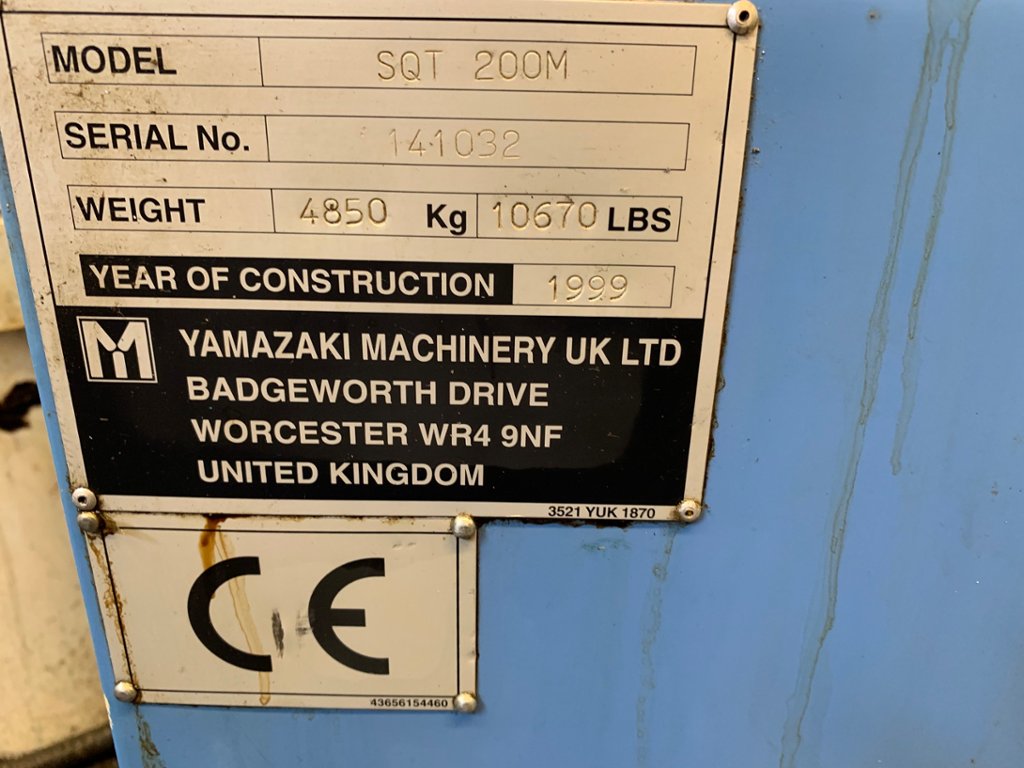 MODEL SQT 200M
SERIAL No. 141032
WEIGHT 4850 Kg 10670 LBS
YEAR OF CONSTRUCTION 1999
YAMAZAKI MACHINERY UK LTD
BADGEWORTH DRIVE
WORCESTER WR4 9NF
UNITED KINGDOM
3521 YUK 1870
CE
43656154460